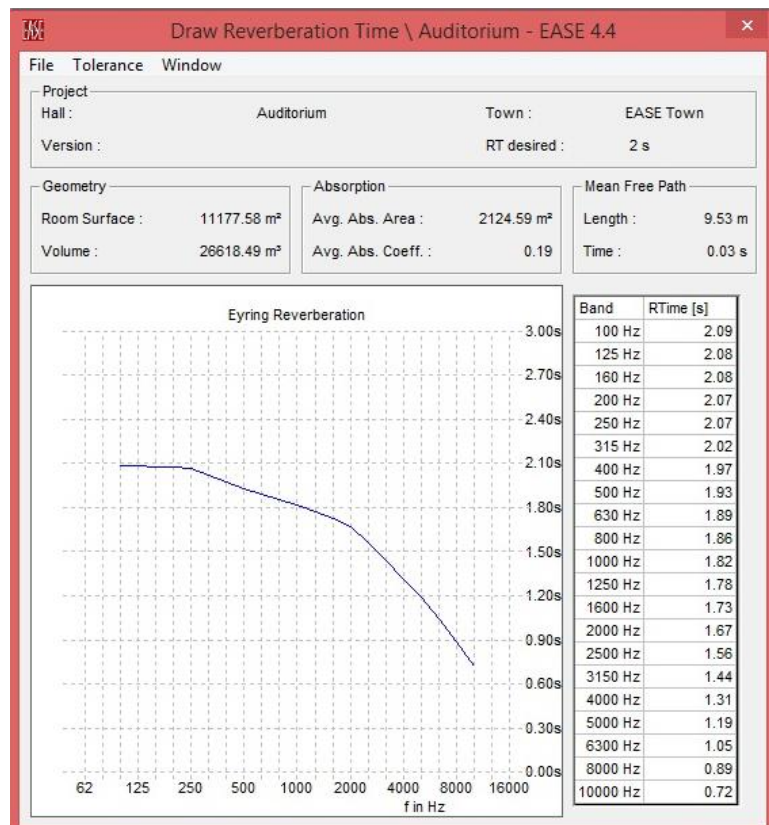 EASE
Draw Reverberation Time \ Auditorium - EASE 4.4
×
File Tolerance Window
Project
Hall : Auditorium Town : EASE Town
Version : RT desired : 2 s
Geometry Absorption Mean Free Path
Room Surface : 11177.58 m² Avg. Abs. Area : 2124.59 m² Length : 9.53 m
Volume : 26618.49 m³ Avg. Abs. Coeff. : 0.19 Time : 0.03 s
Eyring Reverberation
3.00s
2.70s
2.40s
2.10s
1.80s
1.50s
1.20s
0.90s
0.60s
0.30s
0.00s
62 125 250 500 1000 2000 4000 8000 16000
f in Hz
Band RTime [s]
100 Hz 2.09
125 Hz 2.08
160 Hz 2.08
200 Hz 2.07
250 Hz 2.07
315 Hz 2.02
400 Hz 1.97
500 Hz 1.93
630 Hz 1.89
800 Hz 1.86
1000 Hz 1.82
1250 Hz 1.78
1600 Hz 1.73
2000 Hz 1.67
2500 Hz 1.56
3150 Hz 1.44
4000 Hz 1.31
5000 Hz 1.19
6300 Hz 1.05
8000 Hz 0.89
10000 Hz 0.72